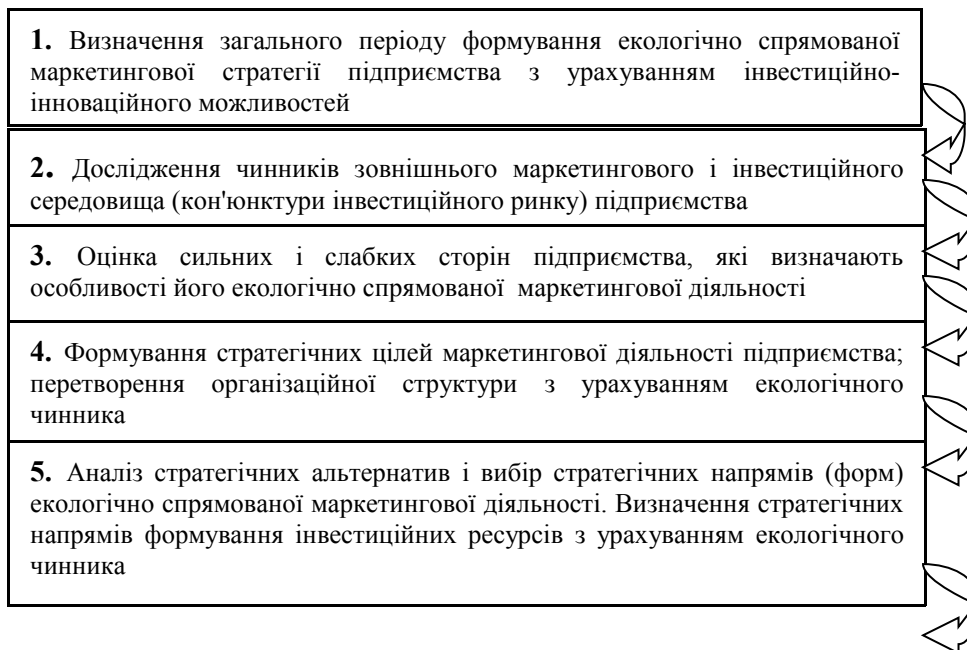 1. Визначення загального періоду формування екологічно спрямованої
маркетингової стратегії підприємства з урахуванням інвестиційно-
інноваційного можливостей
2. Дослідження чинників зовнішнього маркетингового і інвестиційного
середовища (кон'юнктури інвестиційного ринку) підприємства
3. Оцінка сильних і слабких сторін підприємства, які визначають
особливості його екологічно спрямованої маркетингової діяльності
4. Формування стратегічних цілей маркетингової діяльності підприємства;
перетворення організаційної структури з урахуванням екологічного
чинника
5. Аналіз стратегічних альтернатив і вибір стратегічних напрямів (форм)
екологічно спрямованої маркетингової діяльності. Визначення стратегічних
напрямів формування інвестиційних ресурсів з урахуванням екологічного
чинника